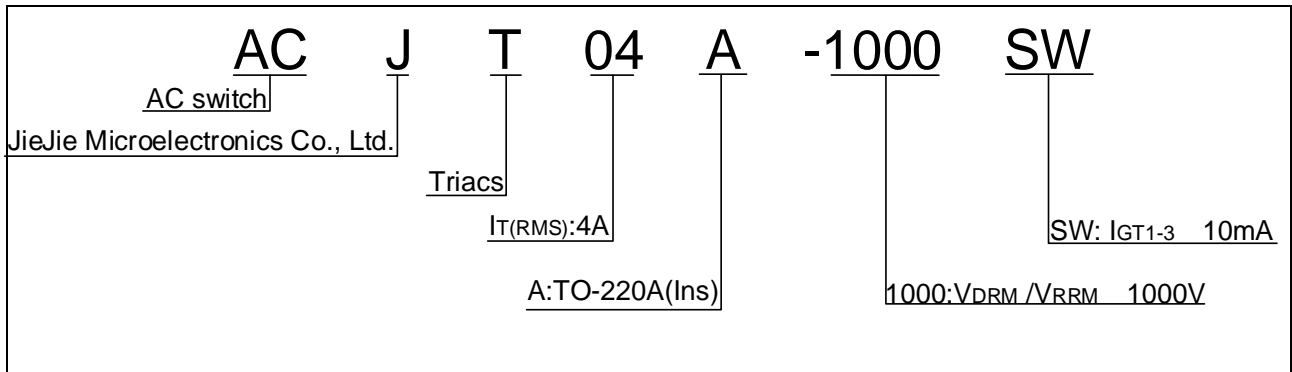 AC J T 04 A -1000 SW
AC switch
JieJie Microelectronics Co., Ltd.
Triacs
IT(RMS):4A
SW: IGT1-3 10mA
A:TO-220A(Ins)
1000:VDRM /VRRM 1000V